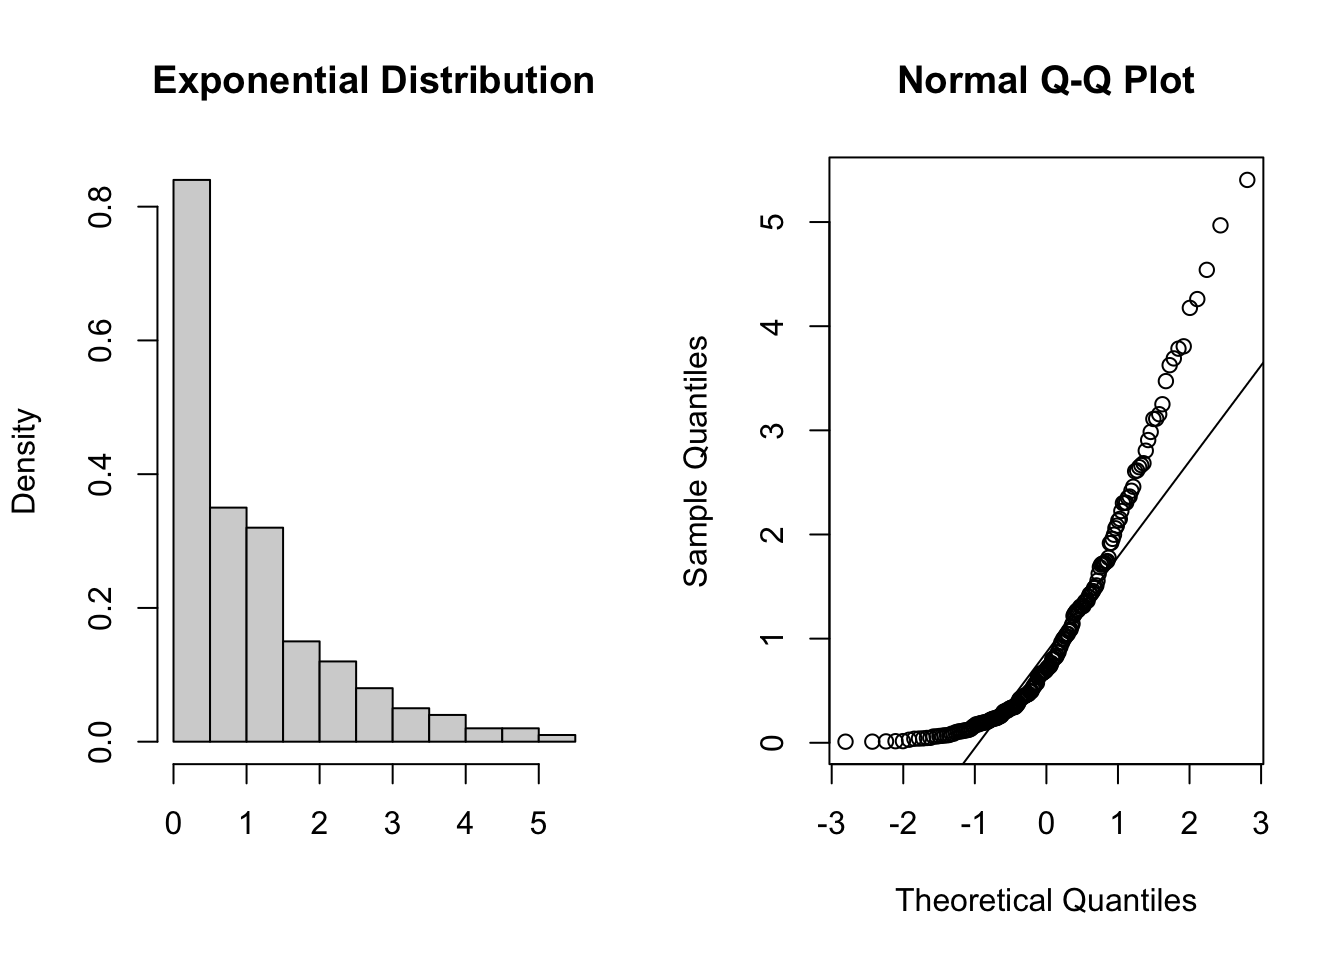 Exponential Distribution
Density
0.0
0.2
0.4
0.6
0.8
0 1 2 3 4 5
Normal Q-Q Plot
Sample Quantiles
0
1
2
3
4
5
-3 -2 -1 0 1 2 3
Theoretical Quantiles